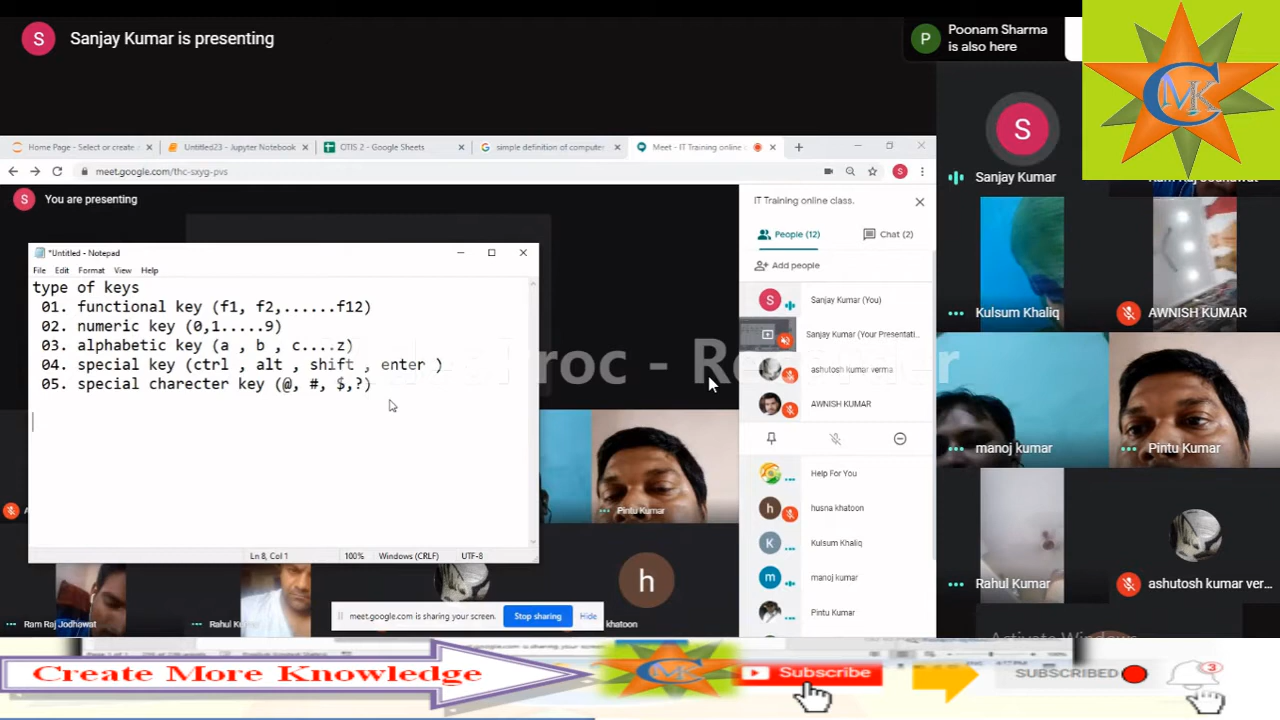 S Sanjay Kumar is presenting
P Poonam Sharma
is also here
CMK
Home Page - Select or create
Untitled23 - Jupyter Notebook
OTIS 2 - Google Sheets
simple definition of computer
Meet - IT Training online c
meet.google.com/thc-sxyg-pvs
S You are presenting
IT Training online class.
People (12)
Chat (2)
Add people
Sanjay Kumar (You)
Sanjay Kumar (Your Presentati...
ashutosh kumar verma
AWNISH KUMAR
Help For You
h husna khatoon
K Kulsum Khaliq
m manoj kumar
Pintu Kumar
*Untitled - Notepad
File Edit Format View Help
type of keys
01. functional key (f1, f2,......f12)
02. numeric key (0,1.....9)
03. alphabetic key (a , b , c....z)
04. special key (ctrl , alt , shift , enter )
05. special charecter key (@, #, $,?)
Ln 8, Col 1 100% Windows (CRLF) UTF-8
Pintu Kumar
h
Ram Raj Jodhawat
Rahul
khatoon
meet.google.com is sharing your screen. Stop sharing Hide
S
Sanjay Kumar
Kulsum Khaliq
AWNISH KUMAR
manoj kumar
Pintu Kumar
Rahul Kumar
ashutosh kumar ver...
Activate Windows
Create More Knowledge
CMK
Subscribe
SUBSCRIBED
3